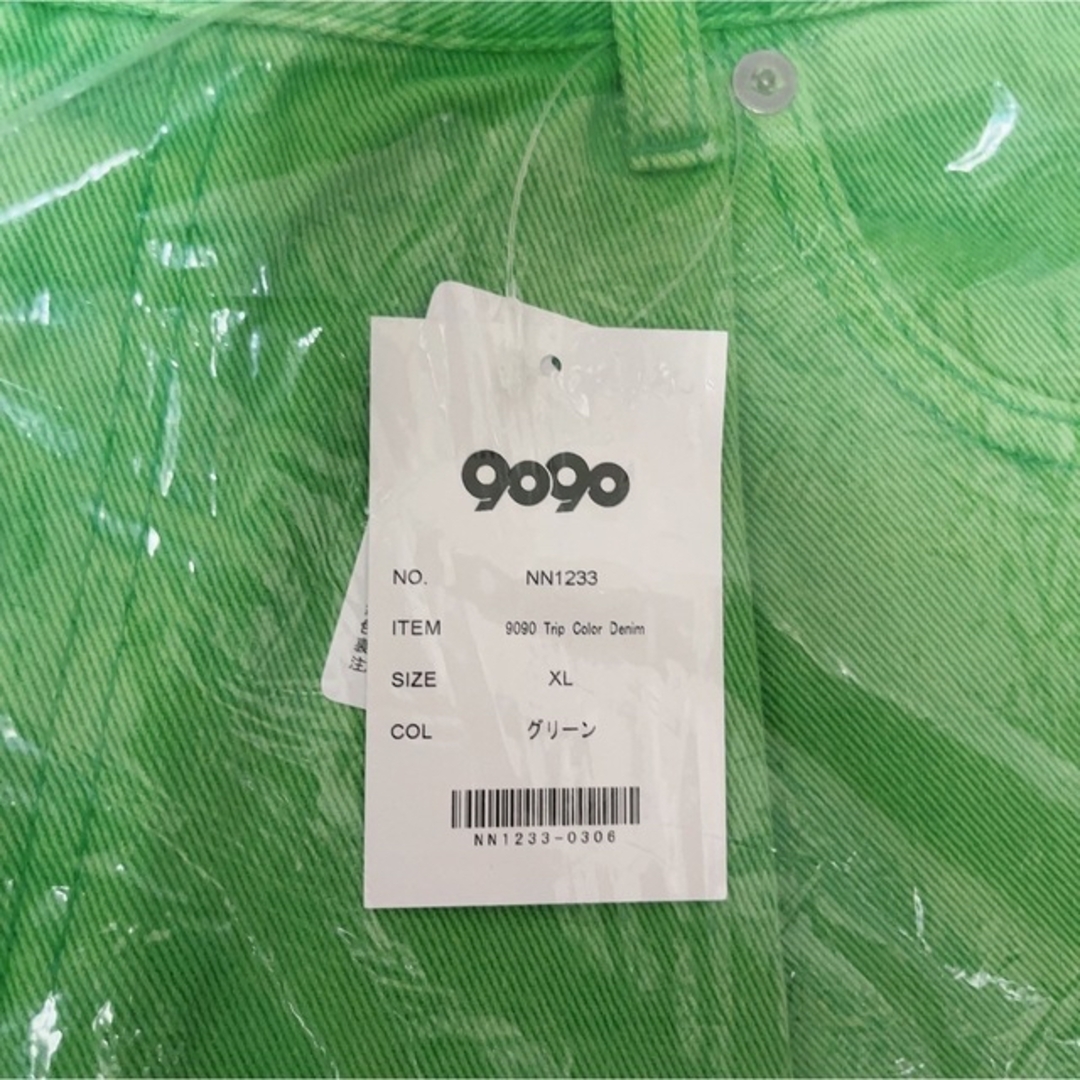 9090
NO. NN1233
ITEM 9090 Trip Color Denim
SIZE XL
COL グリーン
NN1233-0306